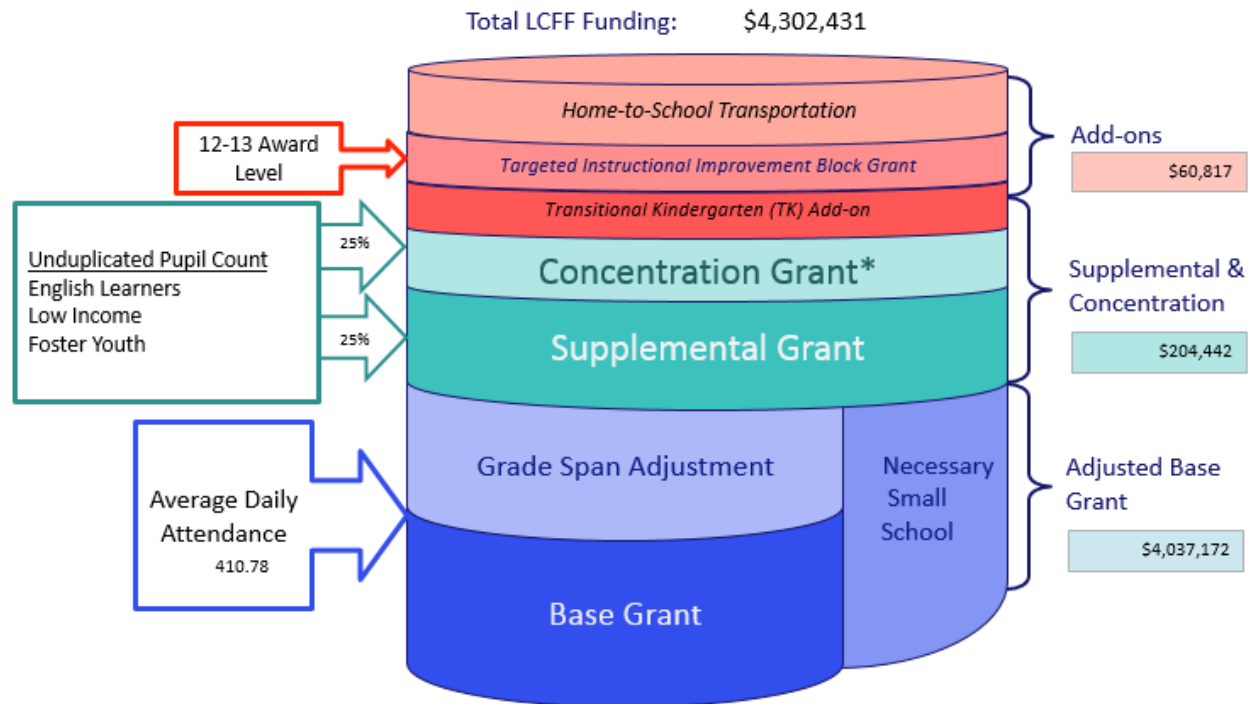 Total LCFF Funding: $4,302,431
Home-to-School Transportation
12-13 Award
Level
Targeted Instructional Improvement Block Grant
Add-ons
$60,817
Transitional Kindergarten (TK) Add-on
25%
Unduplicated Pupil Count
English Learners
Low Income
Foster Youth
25%
Concentration Grant*
Supplemental &
Concentration
$204,442
Supplemental Grant
Grade Span Adjustment
Necessary
Small
School
Adjusted Base
Grant
$4,037,172
Average Daily
Attendance
410.78
Base Grant